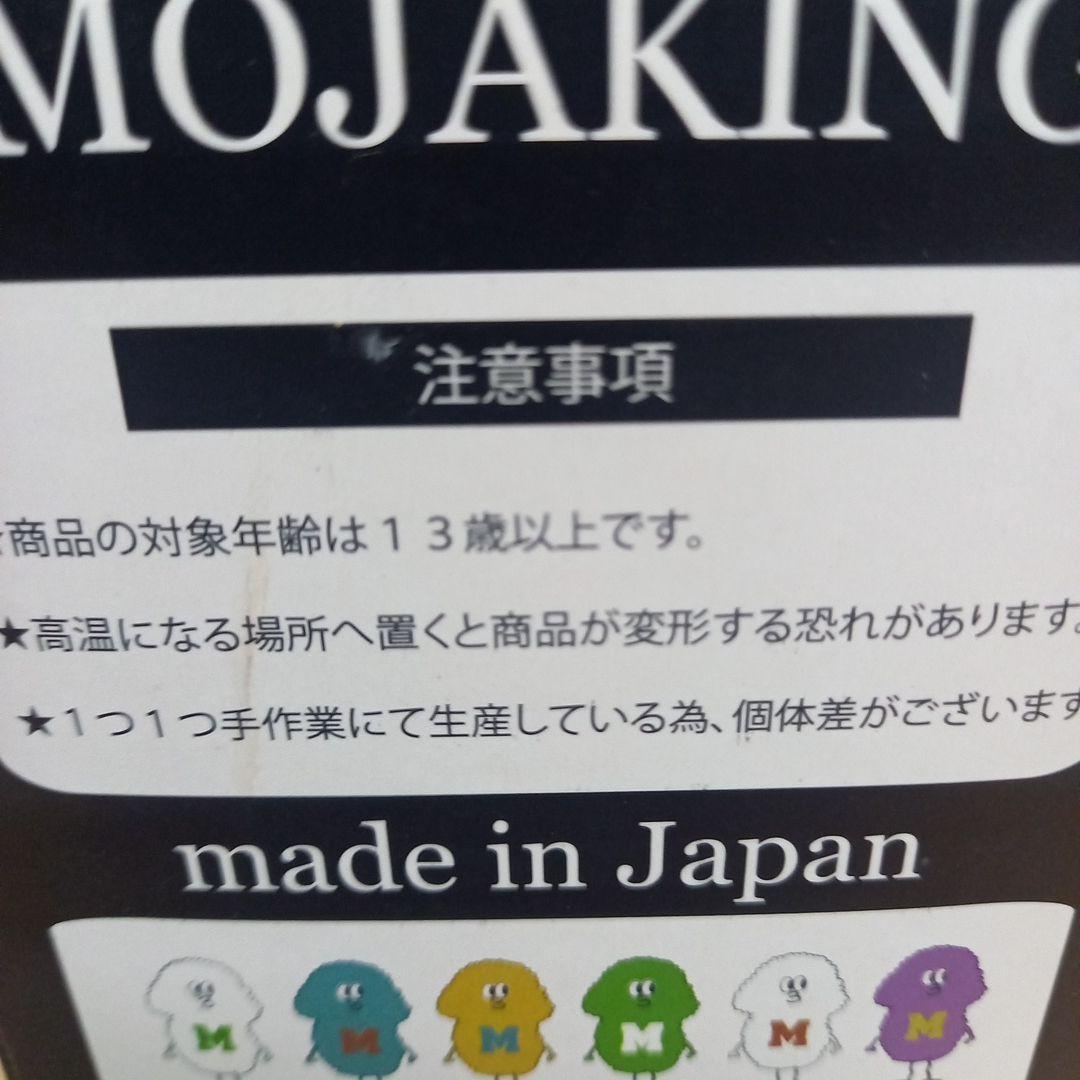 MOJAKING
注意事項
★商品の対象年齢は１３歳以上です。
★高温になる場所へ置くと商品が変形する恐れがあります。
★１つ１つ手作業にて生産している為、個体差がございます
made in Japan
M M M M M M